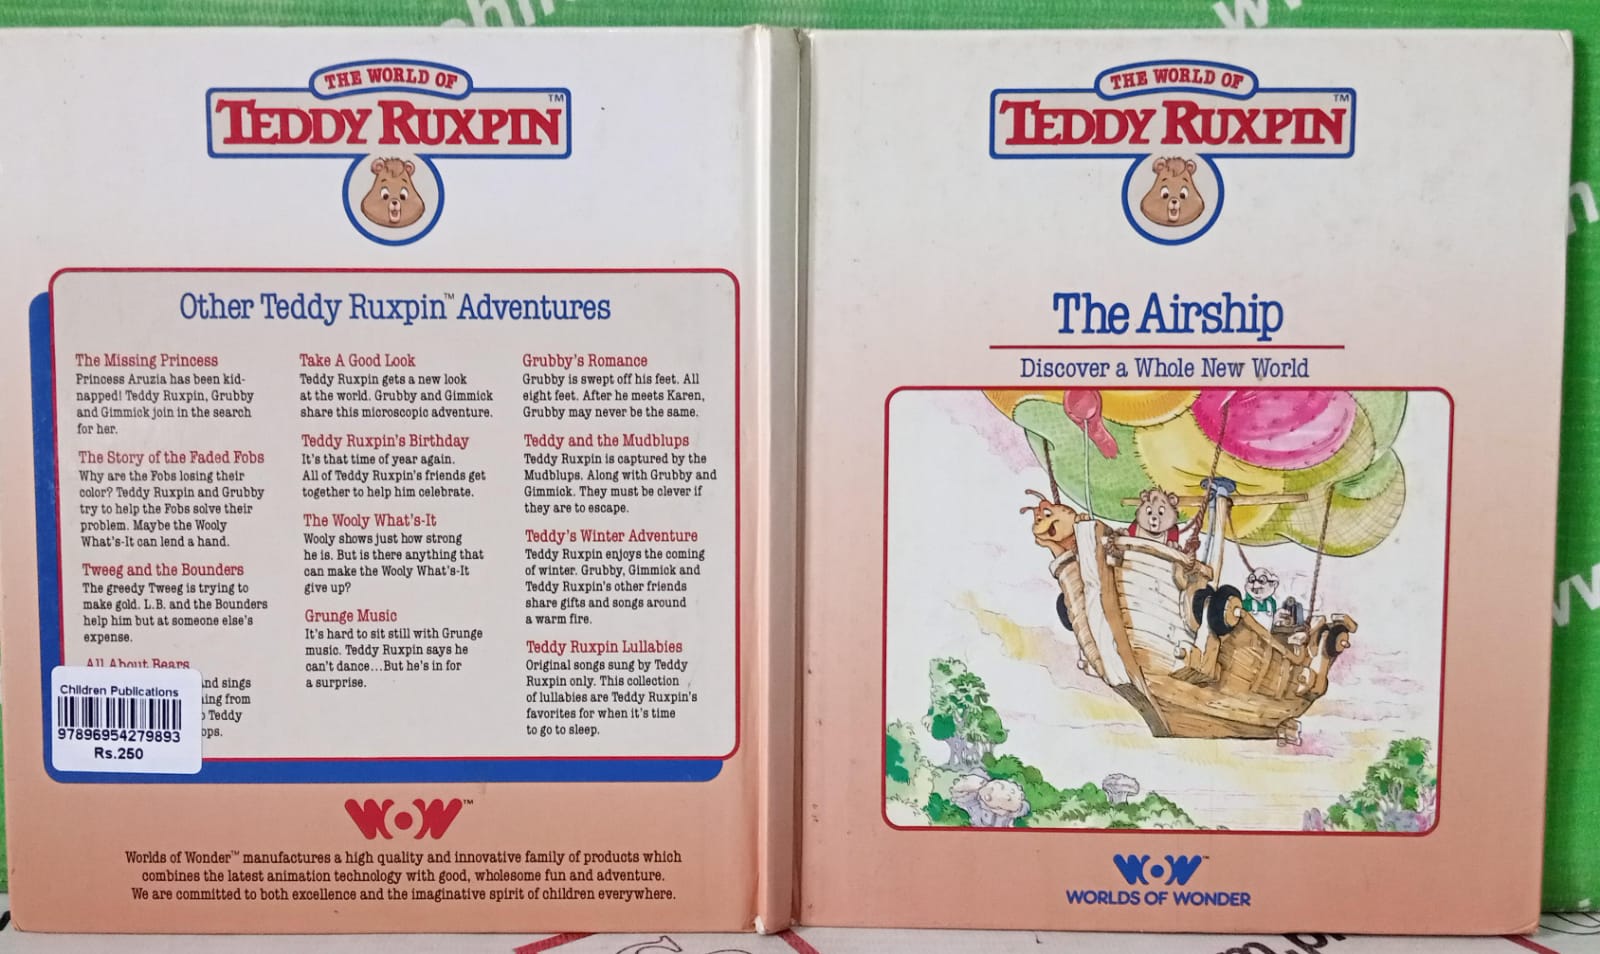 THE WORLD OF
TEDDY RUXPIN™
Other Teddy Ruxpin™ Adventures
The Missing Princess
Princess Aruzia has been kid-
napped! Teddy Ruxpin, Grubby
and Gimmick join in the search
for her.
The Story of the Faded Fobs
Why are the Fobs losing their
color? Teddy Ruxpin and Grubby
try to help the Fobs solve their
problem. Maybe the Wooly
What's-It can lend a hand.
Tweeg and the Bounders
The greedy Tweeg is trying to
make gold. L.B. and the Bounders
help him but at someone else's
expense.
All About Bears
nd sings
ing from
Teddy
ops.
Children Publications
97896954279893
Rs.250
Take A Good Look
Teddy Ruxpin gets a new look
at the world. Grubby and Gimmick
share this microscopic adventure.
Teddy Ruxpin's Birthday
It's that time of year again.
All of Teddy Ruxpin's friends get
together to help him celebrate.
The Wooly What's-It
Wooly shows just how strong
he is. But is there anything that
can make the Wooly What's-It
give up?
Grunge Music
It's hard to sit still with Grunge
music. Teddy Ruxpin says he
can't dance...But he's in for
a surprise.
Grubby's Romance
Grubby is swept off his feet. All
eight feet. After he meets Karen,
Grubby may never be the same.
Teddy and the Mudblups
Teddy Ruxpin is captured by the
Mudblups. Along with Grubby and
Gimmick. They must be clever if
they are to escape.
Teddy's Winter Adventure
Teddy Ruxpin enjoys the coming
of winter. Grubby, Gimmick and
Teddy Ruxpin's other friends
share gifts and songs around
a warm fire.
Teddy Ruxpin Lullabies
Original songs sung by Teddy
Ruxpin only. This collection
of lullabies are Teddy Ruxpin's
favorites for when it's time
to go to sleep.
WOW™
Worlds of Wonder™ manufactures a high quality and innovative family of products which
combines the latest animation technology with good, wholesome fun and adventure.
We are committed to both excellence and the imaginative spirit of children everywhere.
THE WORLD OF
TEDDY RUXPIN™
The Airship
Discover a Whole New World
WOW™
WORLDS OF WONDER